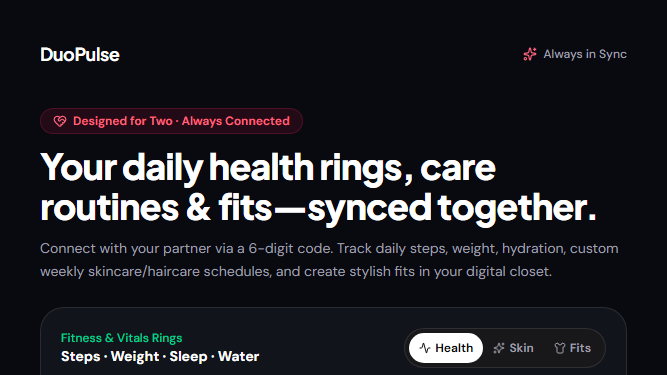 DuoPulse
Always in Sync
Designed for Two · Always Connected
Your daily health rings, care
routines & fits—synced together.
Connect with your partner via a 6-digit code. Track daily steps, weight, hydration, custom
weekly skincare/haircare schedules, and create stylish fits in your digital closet.
Fitness & Vitals Rings
Steps · Weight · Sleep · Water
Health
Skin
Fits